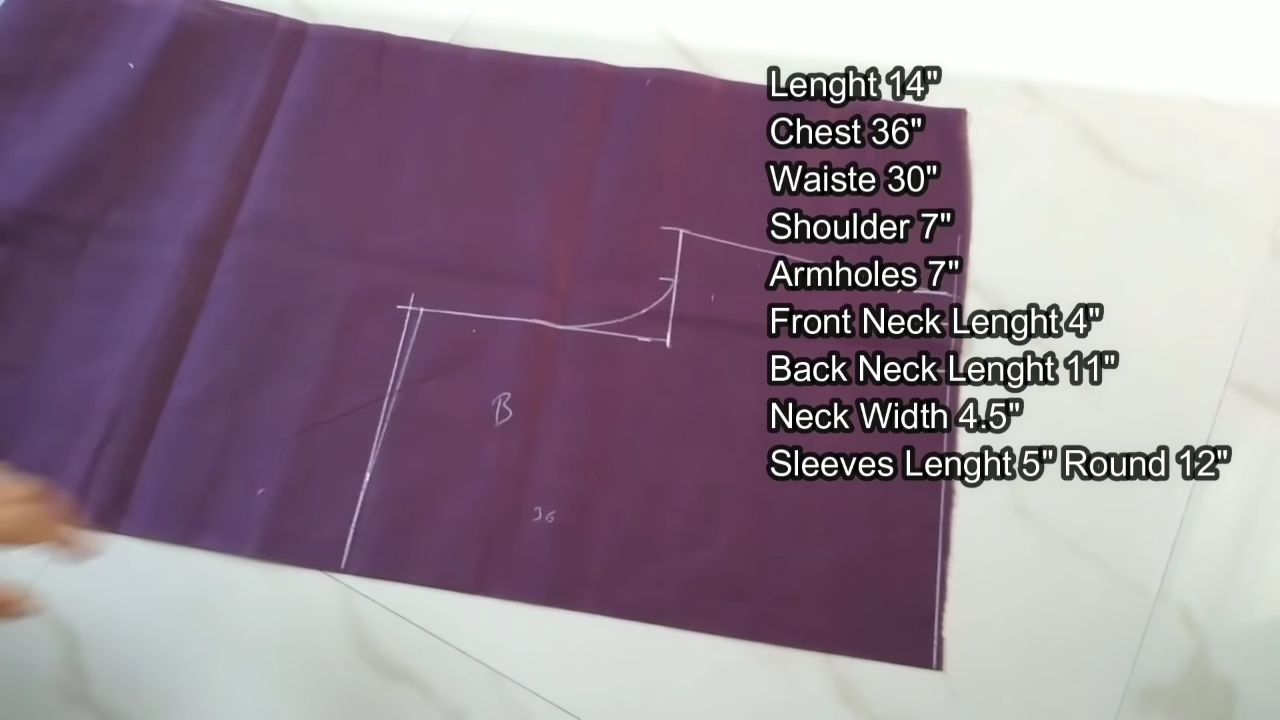 Lenght 14"
Chest 36"
Waiste 30"
Shoulder 7"
Armholes 7"
Front Neck Lenght 4"
Back Neck Lenght 11"
Neck Width 4.5"
Sleeves Lenght 5" Round 12"
B
36